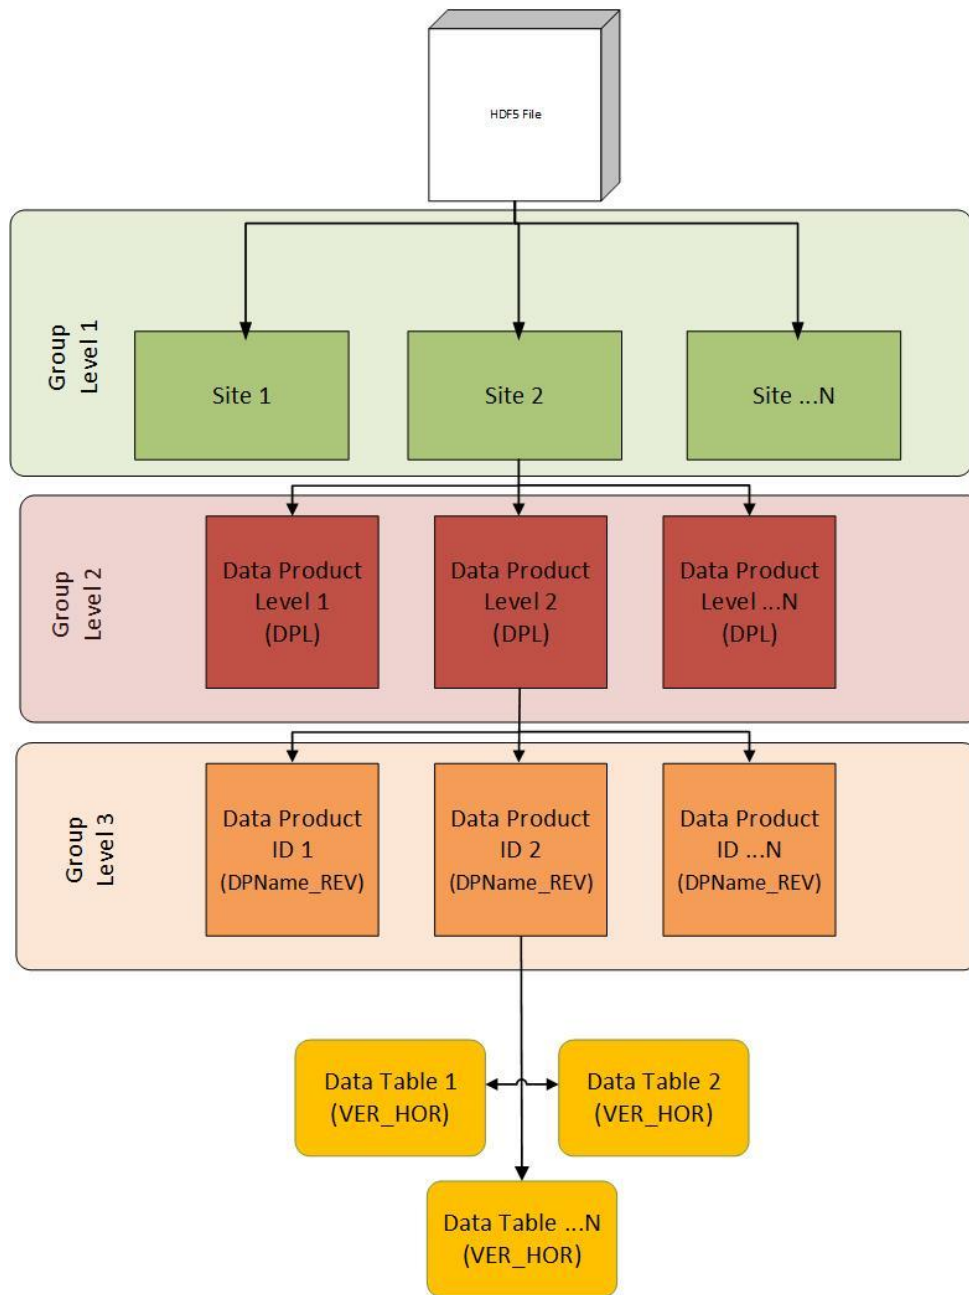 HDF5 File
Group
Level 1
Site 1
Site 2
Site ...N
Group
Level 2
Data Product
Level 1
(DPL)
Data Product
Level 2
(DPL)
Data Product
Level ...N
(DPL)
Group
Level 3
Data Product
ID 1
(DPName_REV)
Data Product
ID 2
(DPName_REV)
Data Product
ID ...N
(DPName_REV)
Data Table 1
(VER_HOR)
Data Table 2
(VER_HOR)
Data Table ...N
(VER_HOR)